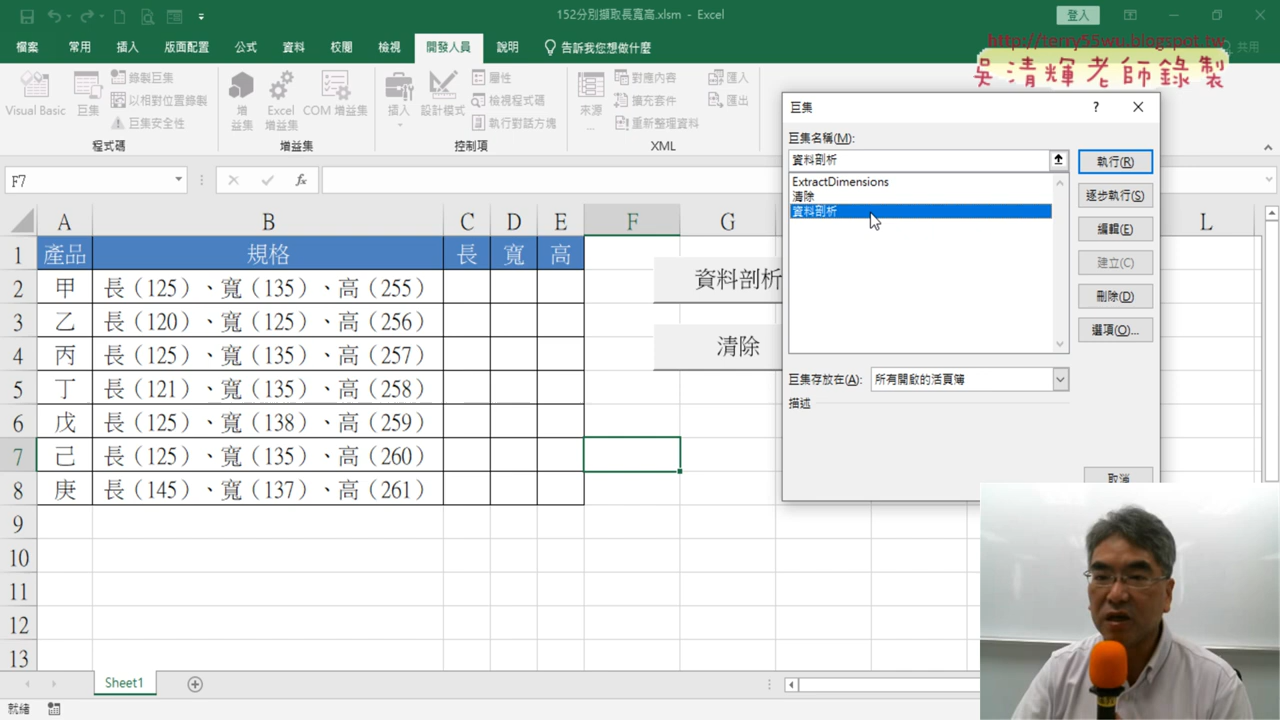 152分別擷取長寬高.xlsm - Excel
登入
http://terry55wu.blogspot.tw
吳清輝老師錄製
檔案 常用 插入 版面配置 公式 資料 校閱 檢視 開發人員 說明 告訴我您想做什麼 共用
Visual Basic 巨集 錄製巨集 以相對位置錄製 巨集安全性
程式碼
增益集 Excel 增益集 COM 增益集
增益集
插入 設計模式 屬性 檢視程式碼 執行對話方塊
控制項
來源 對應內容 擴充套件 重新整理資料 匯入 匯出
XML
F7 fx
A B C D E F G L
1 產品 規格 長 寬 高
2 甲 長（125）、寬（135）、高（255）
3 乙 長（120）、寬（125）、高（256）
4 丙 長（125）、寬（135）、高（257）
5 丁 長（121）、寬（135）、高（258）
6 戊 長（125）、寬（138）、高（259）
7 己 長（125）、寬（135）、高（260）
8 庚 長（145）、寬（137）、高（261）
9
10
11
12
13
資料剖析
清除
巨集 ?
巨集名稱(M):
資料剖析
ExtractDimensions
清除
資料剖析
執行(R)
逐步執行(S)
編輯(E)
建立(C)
刪除(D)
選項(O)...
巨集存放在(A): 所有開啟的活頁簿
描述
取消
Sheet1
就緒